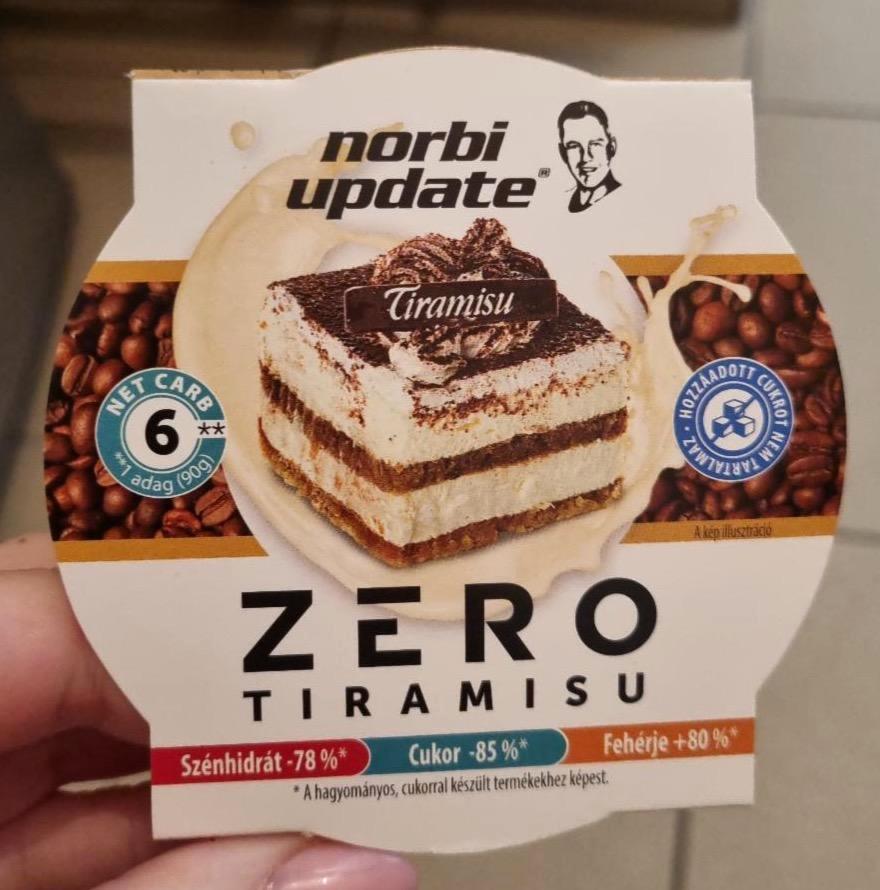 norbi
update®
Tiramisu
NET CARB
6**
**1 adag (90g)
HOZZÁADOTT CUKROT NEM TARTALMAZ
A kép illusztráció
ZERO
TIRAMISU
Szénhidrát -78 %* Cukor -85 %* Fehérje +80 %*
* A hagyományos, cukorral készült termékekhez képest.